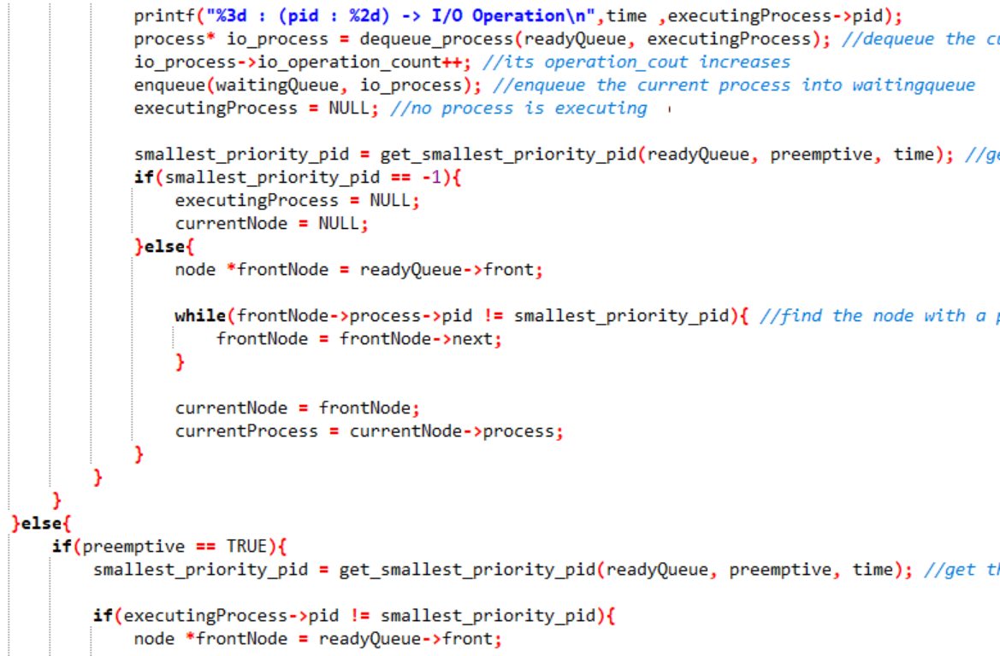 printf("%3d : (pid : %2d) -> I/O Operation\n",time ,executingProcess->pid);
process* io_process = dequeue_process(readyQueue, executingProcess); //dequeue the
io_process->io_operation_count++; //its operation_cout increases
enqueue(waitingQueue, io_process); //enqueue the current process into waitingqueue
executingProcess = NULL; //no process is executing
smallest_priority_pid = get_smallest_priority_pid(readyQueue, preemptive, time); //
if(smallest_priority_pid == -1){
executingProcess = NULL;
currentNode = NULL;
}else{
node *frontNode = readyQueue->front;
while(frontNode->process->pid != smallest_priority_pid){ //find the node with a
frontNode = frontNode->next;
}
currentNode = frontNode;
currentProcess = currentNode->process;
}
}
}
}else{
if(preemptive == TRUE){
smallest_priority_pid = get_smallest_priority_pid(readyQueue, preemptive, time); //get
if(executingProcess->pid != smallest_priority_pid){
node *frontNode = readyQueue->front;